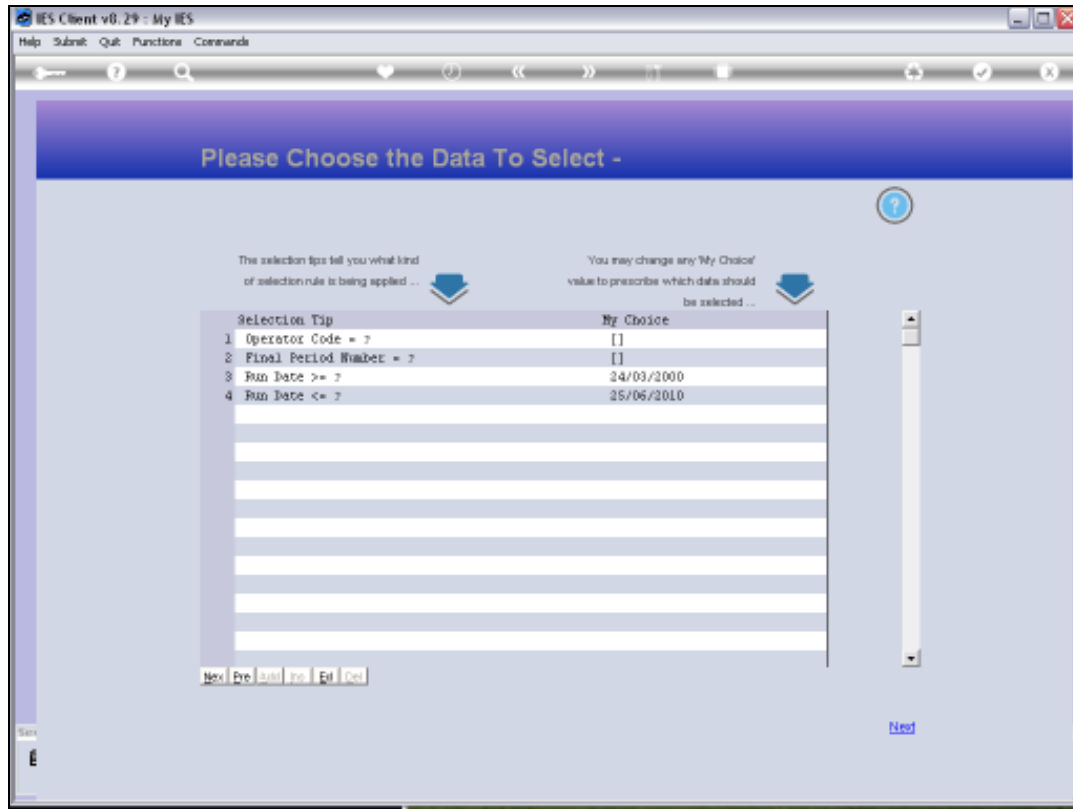 IES Client v8.29 : My IES
Help Submit Quit Functions Commands
Please Choose the Data To Select -
The selection tips tell you what kind
of selection rule is being applied ...
You may change any 'My Choice'
value to prescribe which data should
be selected ...
Selection Tip My Choice
1 Operator Code = ? []
2 Final Period Number = ? []
3 Run Date >= ? 24/03/2000
4 Run Date <= ? 25/06/2010
Nex Pre Add Ins Ed Del
Next